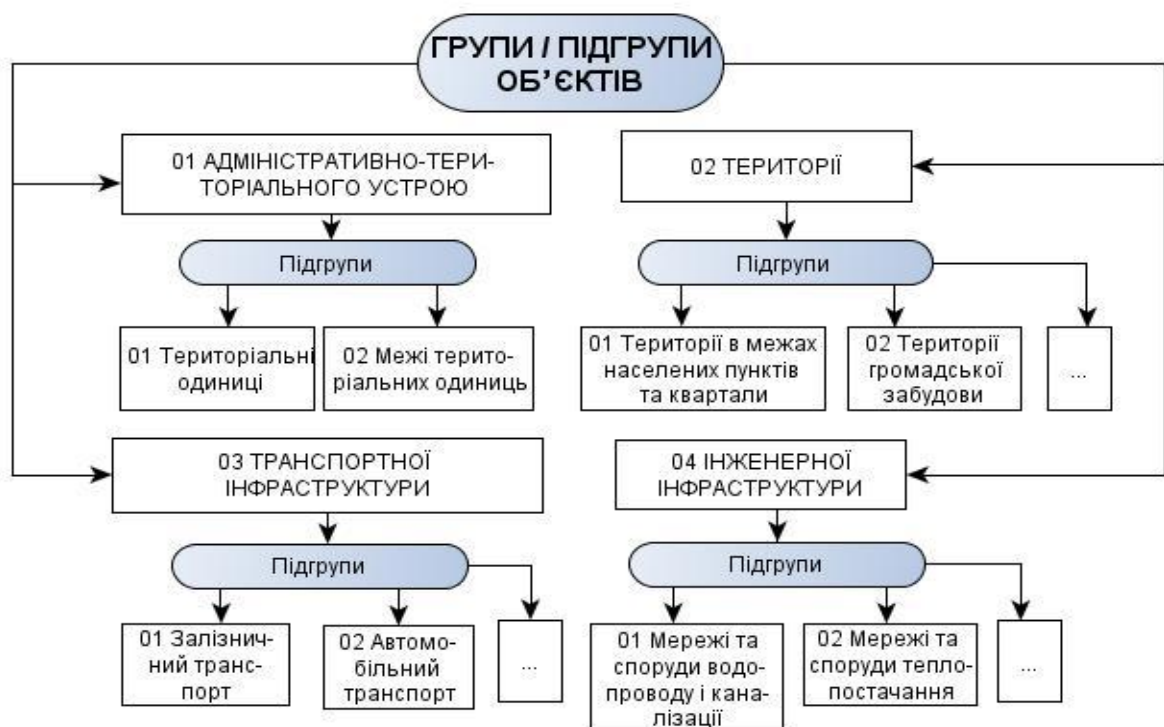 ГРУПИ / ПІДГРУПИ
ОБ’ЄКТІВ
01 АДМІНІСТРАТИВНО-ТЕРИ-
ТОРІАЛЬНОГО УСТРОЮ
Підгрупи
01 Територіальні
одиниці
02 Межі терито-
ріальних одиниць
02 ТЕРИТОРІЇ
Підгрупи
01 Території в межах
населених пунктів
та квартали
02 Території
громадської
забудови
...
03 ТРАНСПОРТНОЇ
ІНФРАСТРУКТУРИ
Підгрупи
01 Залізнич-
ний транс-
порт
02 Автомо-
більний
транспорт
...
04 ІНЖЕНЕРНОЇ
ІНФРАСТРУКТУРИ
Підгрупи
01 Мережі та
споруди водо-
проводу і кана-
лізації
02 Мережі та
споруди тепло-
постачання
...